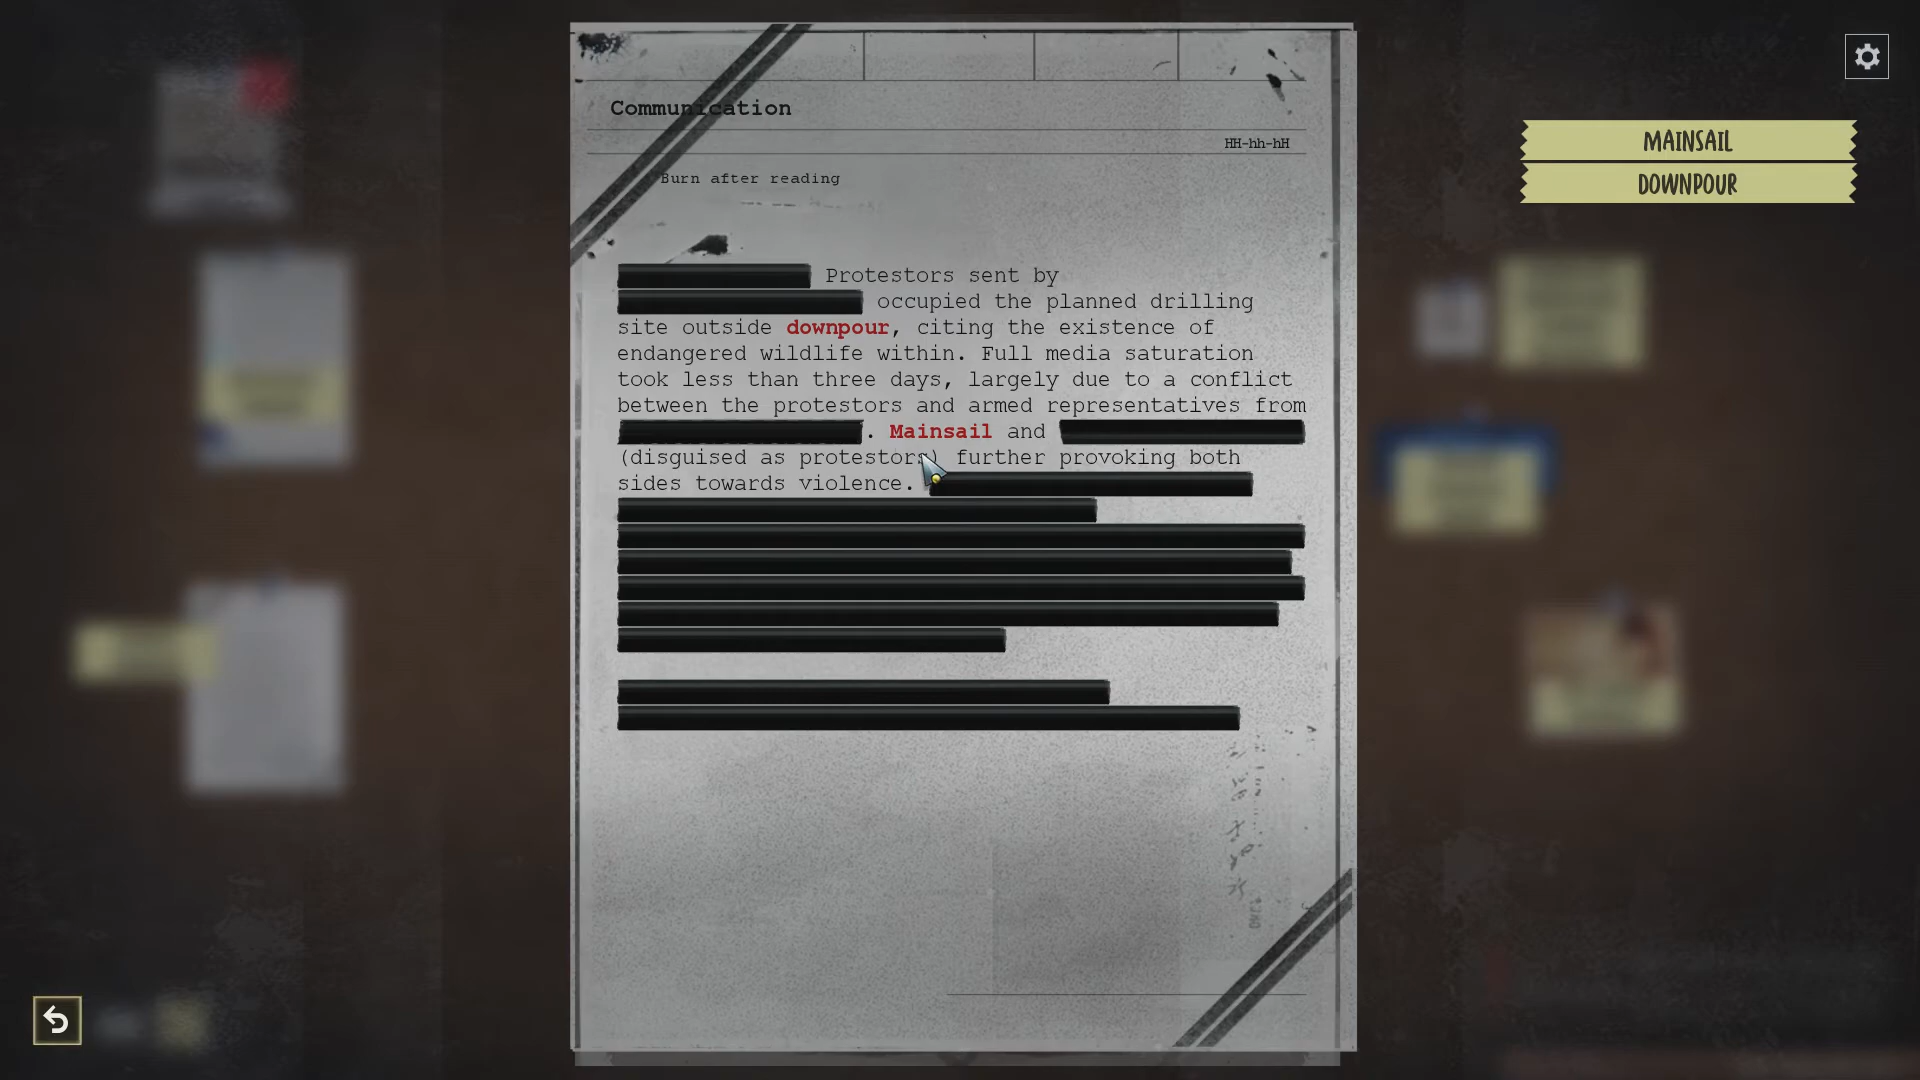 Communication
HH-hh-hH
Burn after reading
Protestors sent by
occupied the planned drilling
site outside downpour, citing the existence of
endangered wildlife within. Full media saturation
took less than three days, largely due to a conflict
between the protestors and armed representatives from
. Mainsail and
(disguised as protestors) further provoking both
sides towards violence.
MAINSAIL
DOWNPOUR